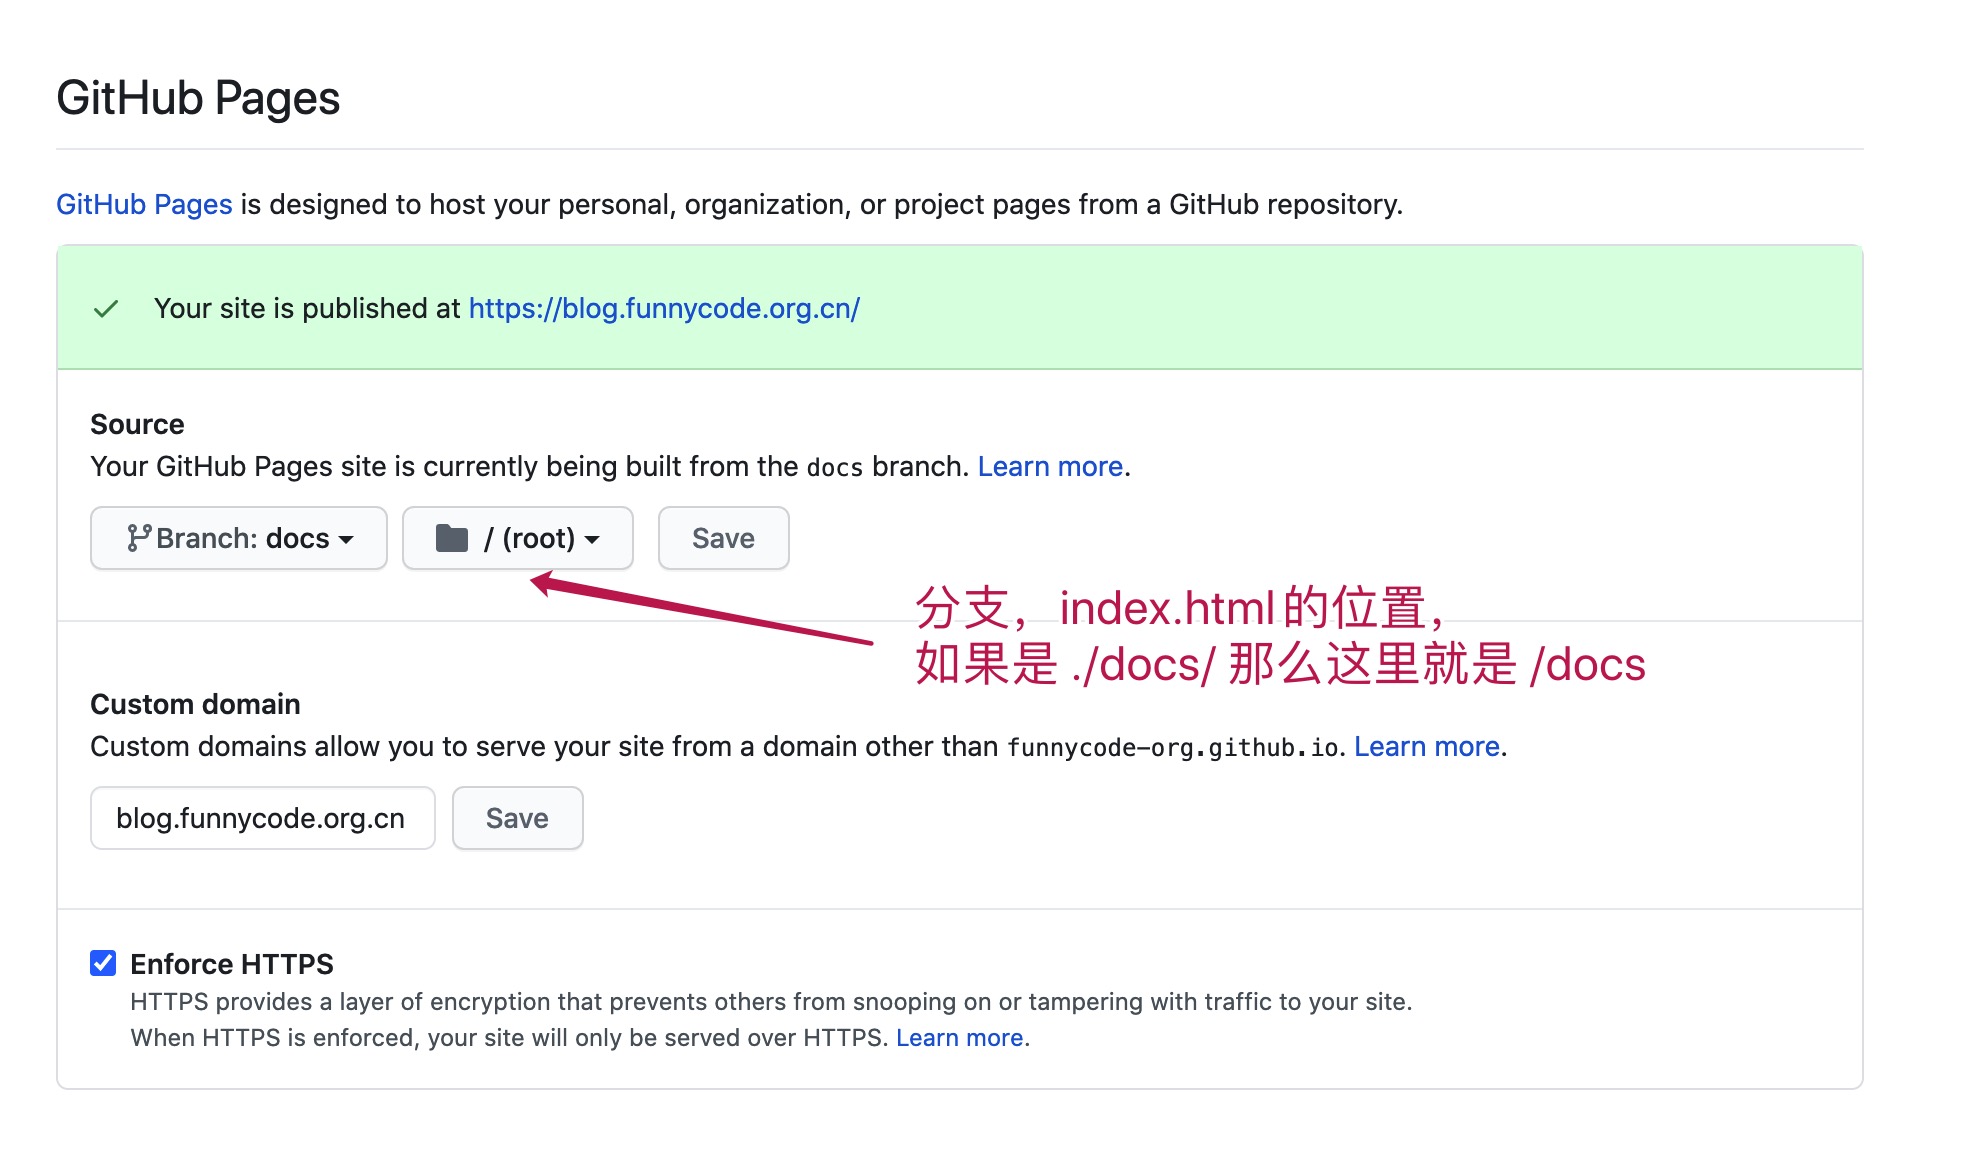 GitHub Pages
GitHub Pages is designed to host your personal, organization, or project pages from a GitHub repository.
Your site is published at https://blog.funnycode.org.cn/
Source
Your GitHub Pages site is currently being built from the docs branch. Learn more.
Branch: docs / (root) Save
分支，index.html的位置，
如果是 ./docs/ 那么这里就是 /docs
Custom domain
Custom domains allow you to serve your site from a domain other than funnycode-org.github.io. Learn more.
blog.funnycode.org.cn Save
Enforce HTTPS
HTTPS provides a layer of encryption that prevents others from snooping on or tampering with traffic to your site.
When HTTPS is enforced, your site will only be served over HTTPS. Learn more.